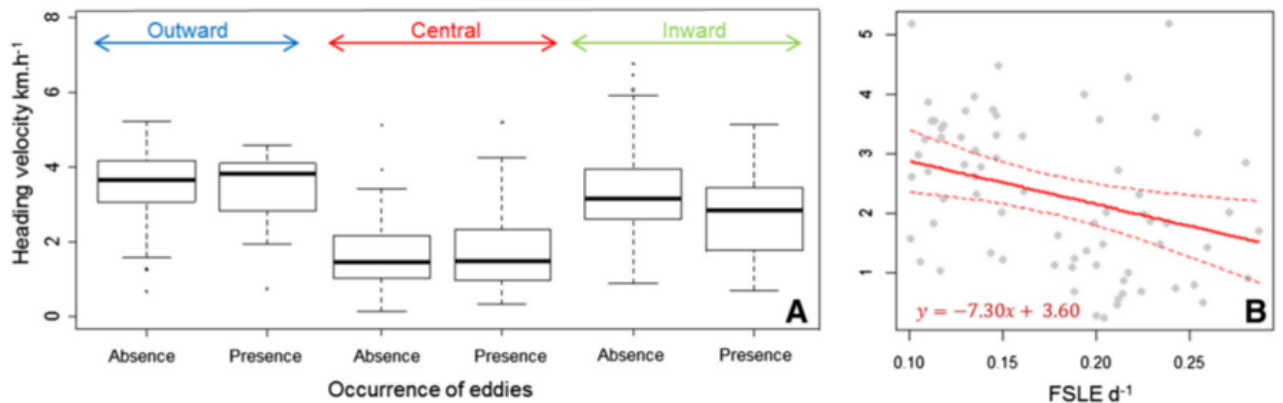 Outward Central Inward
8
6
4
2
0
Heading velocity km.h-1
Absence Presence Absence Presence Absence Presence
Occurrence of eddies
A
5
4
3
2
1
y = −7.30x + 3.60
B
0.10 0.15 0.20 0.25
FSLE d-1